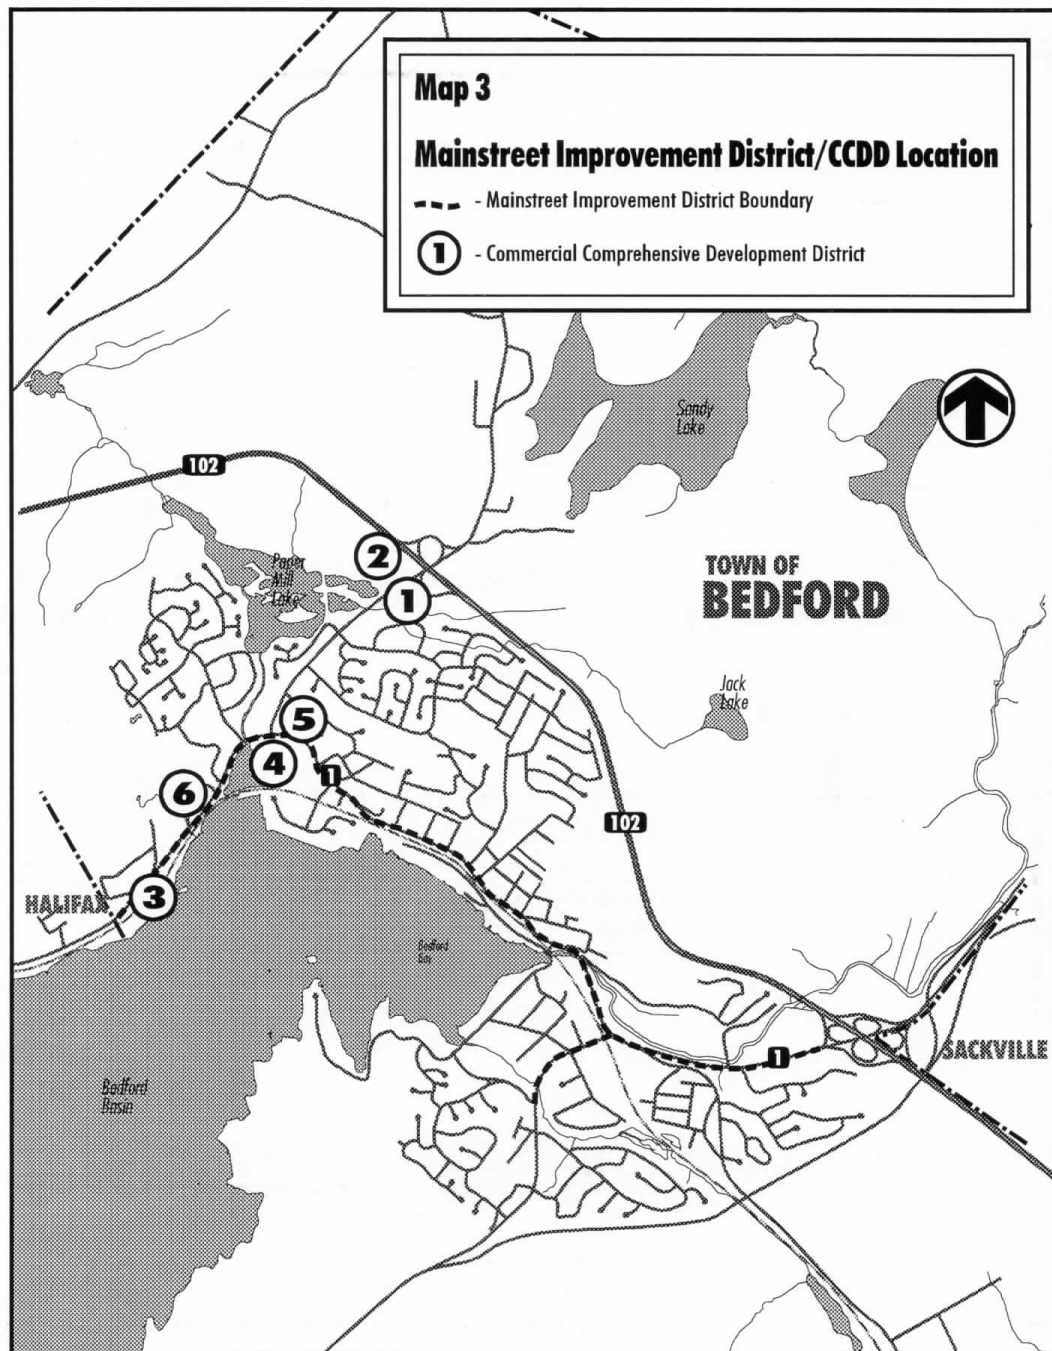 Map 3
Mainstreet Improvement District/CCDD Location
- Mainstreet Improvement District Boundary
1 - Commercial Comprehensive Development District
Sandy
Lake
102
2
Paper
Mill
Lake
1
TOWN OF
BEDFORD
Jack
Lake
5
4
1
6
102
3
HALIFAX
Bedford
Bay
1
SACKVILLE
Bedford
Basin